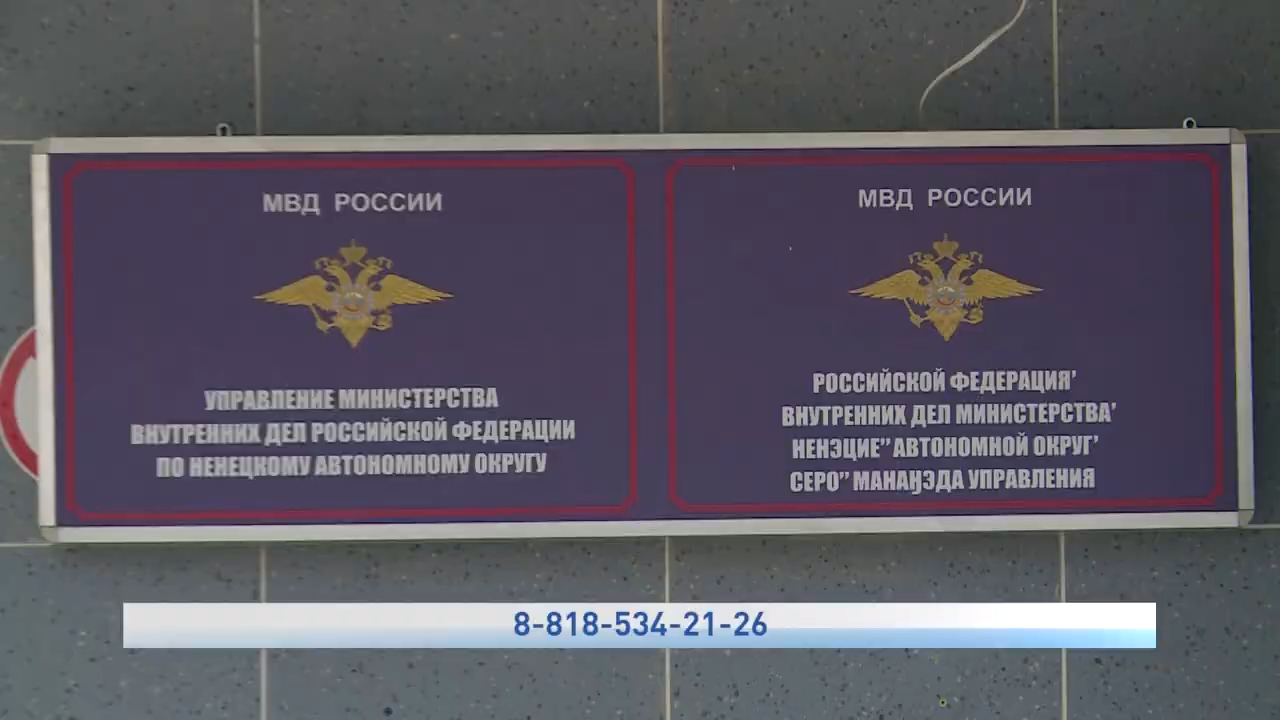 МВД РОССИИ
УПРАВЛЕНИЕ МИНИСТЕРСТВА
ВНУТРЕННИХ ДЕЛ РОССИЙСКОЙ ФЕДЕРАЦИИ
ПО НЕНЕЦКОМУ АВТОНОМНОМУ ОКРУГУ
МВД РОССИИ
РОССИЙСКОЙ ФЕДЕРАЦИЯ’
ВНУТРЕННИХ ДЕЛ МИНИСТЕРСТВА’
НЕНЭЦИЕ” АВТОНОМНОЙ ОКРУГ’
СЕРО” МАНАӇЭДА УПРАВЛЕНИЯ
8-818-534-21-26